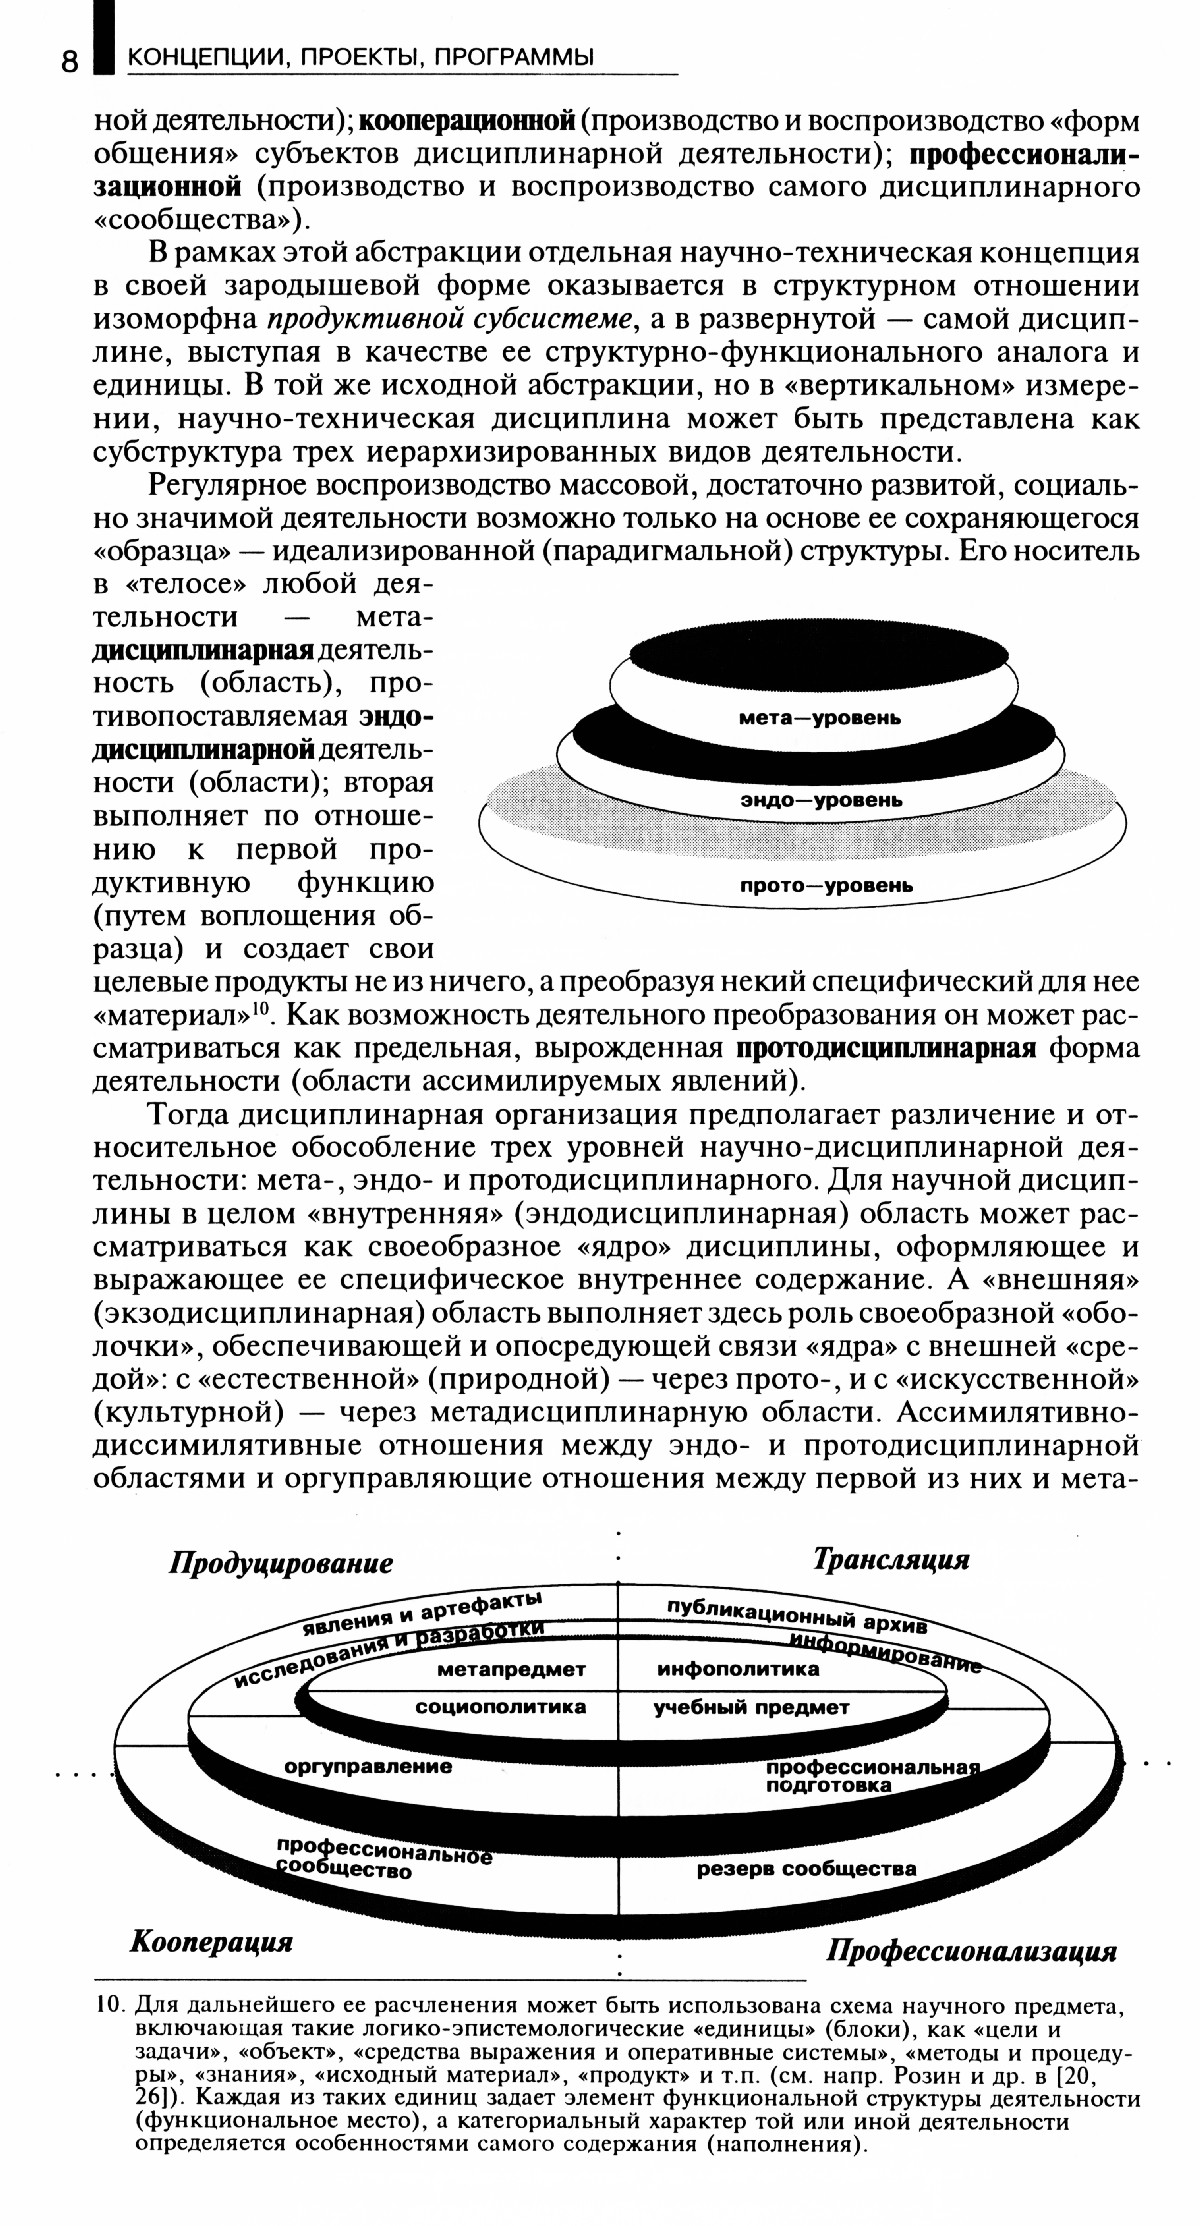 8
КОНЦЕПЦИИ, ПРОЕКТЫ, ПРОГРАММЫ
ной деятельности); кооперационной (производство и воспроизводство «форм
общения» субъектов дисциплинарной деятельности); профессионали-
зационной (производство и воспроизводство самого дисциплинарного
«сообщества»).
В рамках этой абстракции отдельная научно-техническая концепция
в своей зародышевой форме оказывается в структурном отношении
изоморфна продуктивной субсистеме, а в развернутой — самой дисцип-
лине, выступая в качестве ее структурно-функционального аналога и
единицы. В той же исходной абстракции, но в «вертикальном» измере-
нии, научно-техническая дисциплина может быть представлена как
субструктура трех иерархизированных видов деятельности.
Регулярное воспроизводство массовой, достаточно развитой, социаль-
но значимой деятельности возможно только на основе ее сохраняющегося
«образца» — идеализированной (парадигмальной) структуры. Его носитель
в «телосе» любой дея-
тельности — мета-
дисциплинарная деятель-
ность (область), про-
тивопоставляемая эндо-
дисциплинарной деятель-
ности (области); вторая
выполняет по отноше-
нию к первой про-
дуктивную функцию
(путем воплощения об-
разца) и создает свои
мета—уровень
эндо—уровень
прото—уровень
целевые продукты не из ничего, а преобразуя некий специфический для нее
«материал»10. Как возможность деятельного преобразования он может рас-
сматриваться как предельная, вырожденная протодисциплинарная форма
деятельности (области ассимилируемых явлений).
Тогда дисциплинарная организация предполагает различение и от-
носительное обособление трех уровней научно-дисциплинарной дея-
тельности: мета-, эндо- и протодисциплинарного. Для научной дисцип-
лины в целом «внутренняя» (эндодисциплинарная) область может рас-
сматриваться как своеобразное «ядро» дисциплины, оформляющее и
выражающее ее специфическое внутреннее содержание. А «внешняя»
(экзодисциплинарная) область выполняет здесь роль своеобразной «обо-
лочки», обеспечивающей и опосредующей связи «ядра» с внешней «сре-
дой»: с «естественной» (природной) — через прото-, и с «искусственной»
(культурной) — через метадисциплинарную области. Ассимилятивно-
диссимилятивные отношения между эндо- и протодисциплинарной
областями и оргуправляющие отношения между первой из них и мета-
Продуцирование
Трансляция
явления и артефакты
публикационный архив
исследования и разработки
информирование
метапредмет
инфополитика
социополитика
учебный предмет
оргуправление
профессиональная
подготовка
профессиональное
сообщество
резерв сообщества
Кооперация
Профессионализация
10. Для дальнейшего ее расчленения может быть использована схема научного предмета,
включающая такие логико-эпистемологические «единицы» (блоки), как «цели и
задачи», «объект», «средства выражения и оперативные системы», «методы и процеду-
ры», «знания», «исходный материал», «продукт» и т.п. (см. напр. Розин и др. в [20,
26]). Каждая из таких единиц задает элемент функциональной структуры деятельности
(функциональное место), а категориальный характер той или иной деятельности
определяется особенностями самого содержания (наполнения).